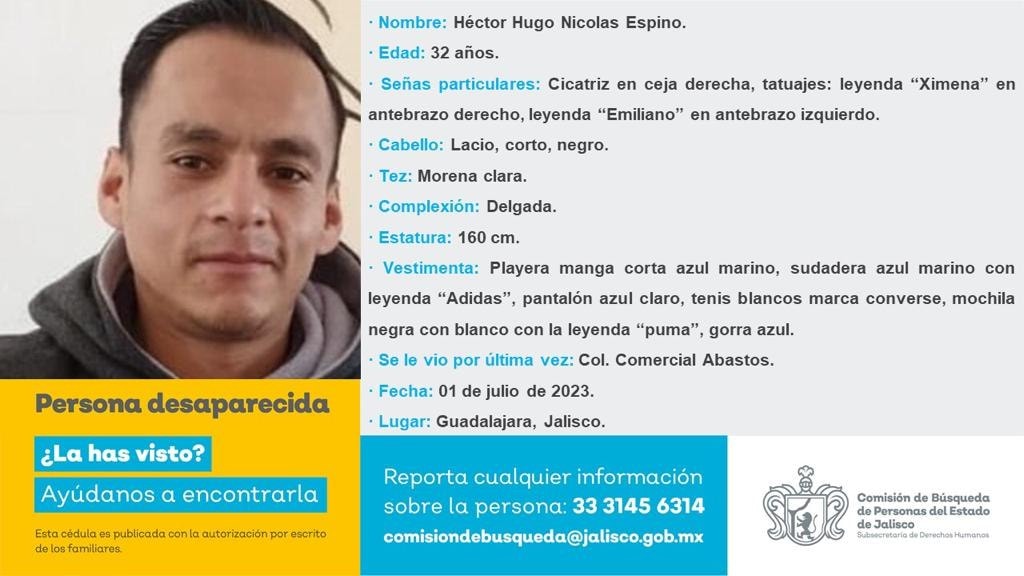 · Nombre: Héctor Hugo Nicolas Espino.
· Edad: 32 años.
· Señas particulares: Cicatriz en ceja derecha, tatuajes: leyenda “Ximena” en
antebrazo derecho, leyenda “Emiliano” en antebrazo izquierdo.
· Cabello: Lacio, corto, negro.
· Tez: Morena clara.
· Complexión: Delgada.
· Estatura: 160 cm.
· Vestimenta: Playera manga corta azul marino, sudadera azul marino con
leyenda “Adidas”, pantalón azul claro, tenis blancos marca converse, mochila
negra con blanco con la leyenda “puma”, gorra azul.
· Se le vio por última vez: Col. Comercial Abastos.
· Fecha: 01 de julio de 2023.
· Lugar: Guadalajara, Jalisco.
Persona desaparecida
¿La has visto?
Ayúdanos a encontrarla
Esta cédula es publicada con la autorización por escrito
de los familiares.
Reporta cualquier información
sobre la persona: 33 3145 6314
comisiondebusqueda@jalisco.gob.mx
Comisión de Búsqueda
de Personas del Estado
de Jalisco
Subsecretaría de Derechos Humanos